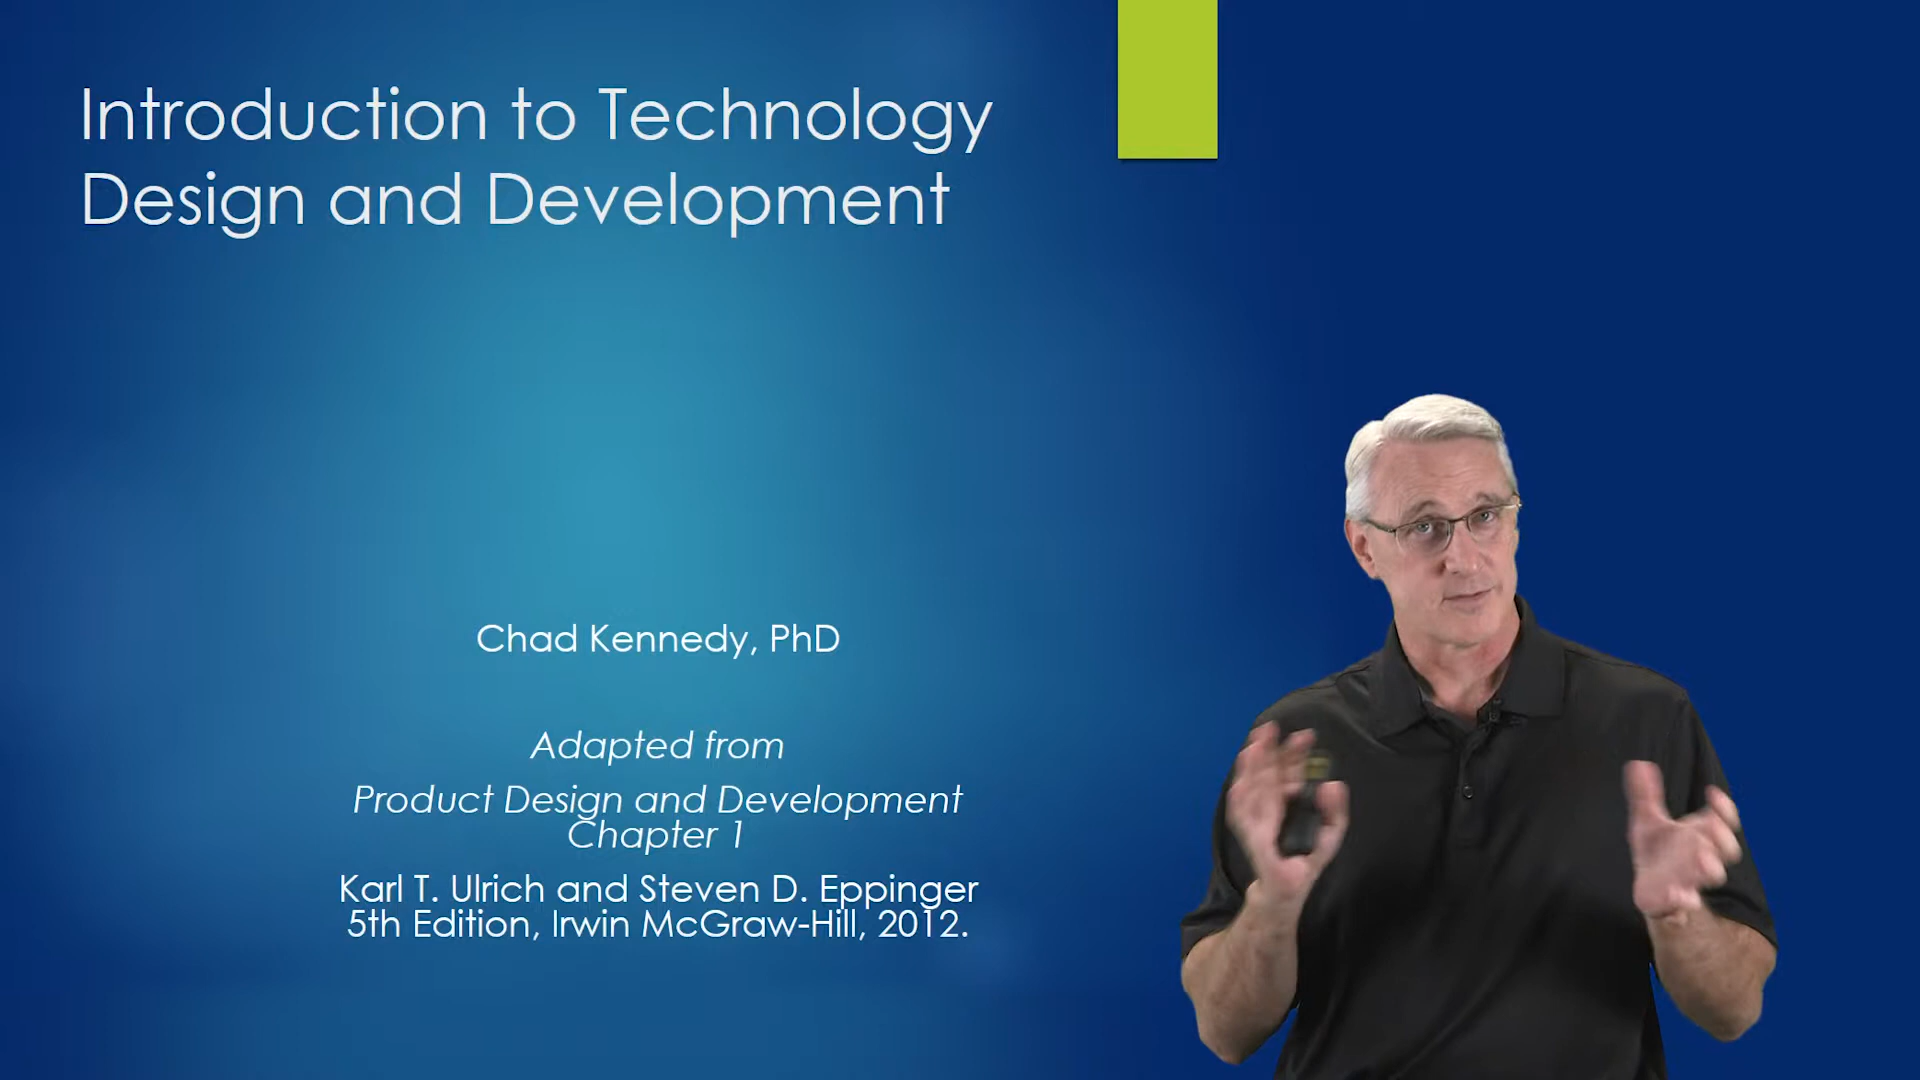 Introduction to Technology
Design and Development
Chad Kennedy, PhD
Adapted from
Product Design and Development
Chapter 1
Karl T. Ulrich and Steven D. Eppinger
5th Edition, Irwin McGraw-Hill, 2012.